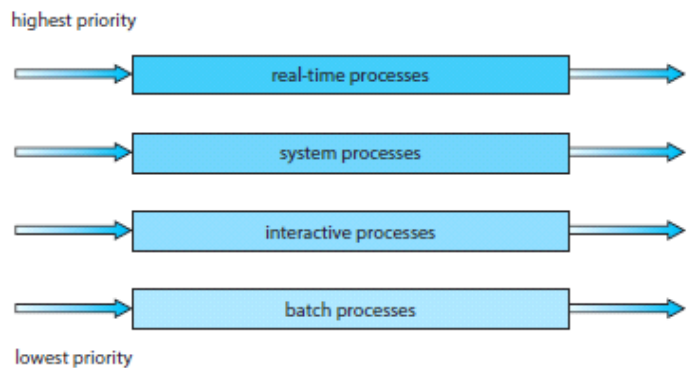 highest priority
real-time processes
system processes
interactive processes
batch processes
lowest priority